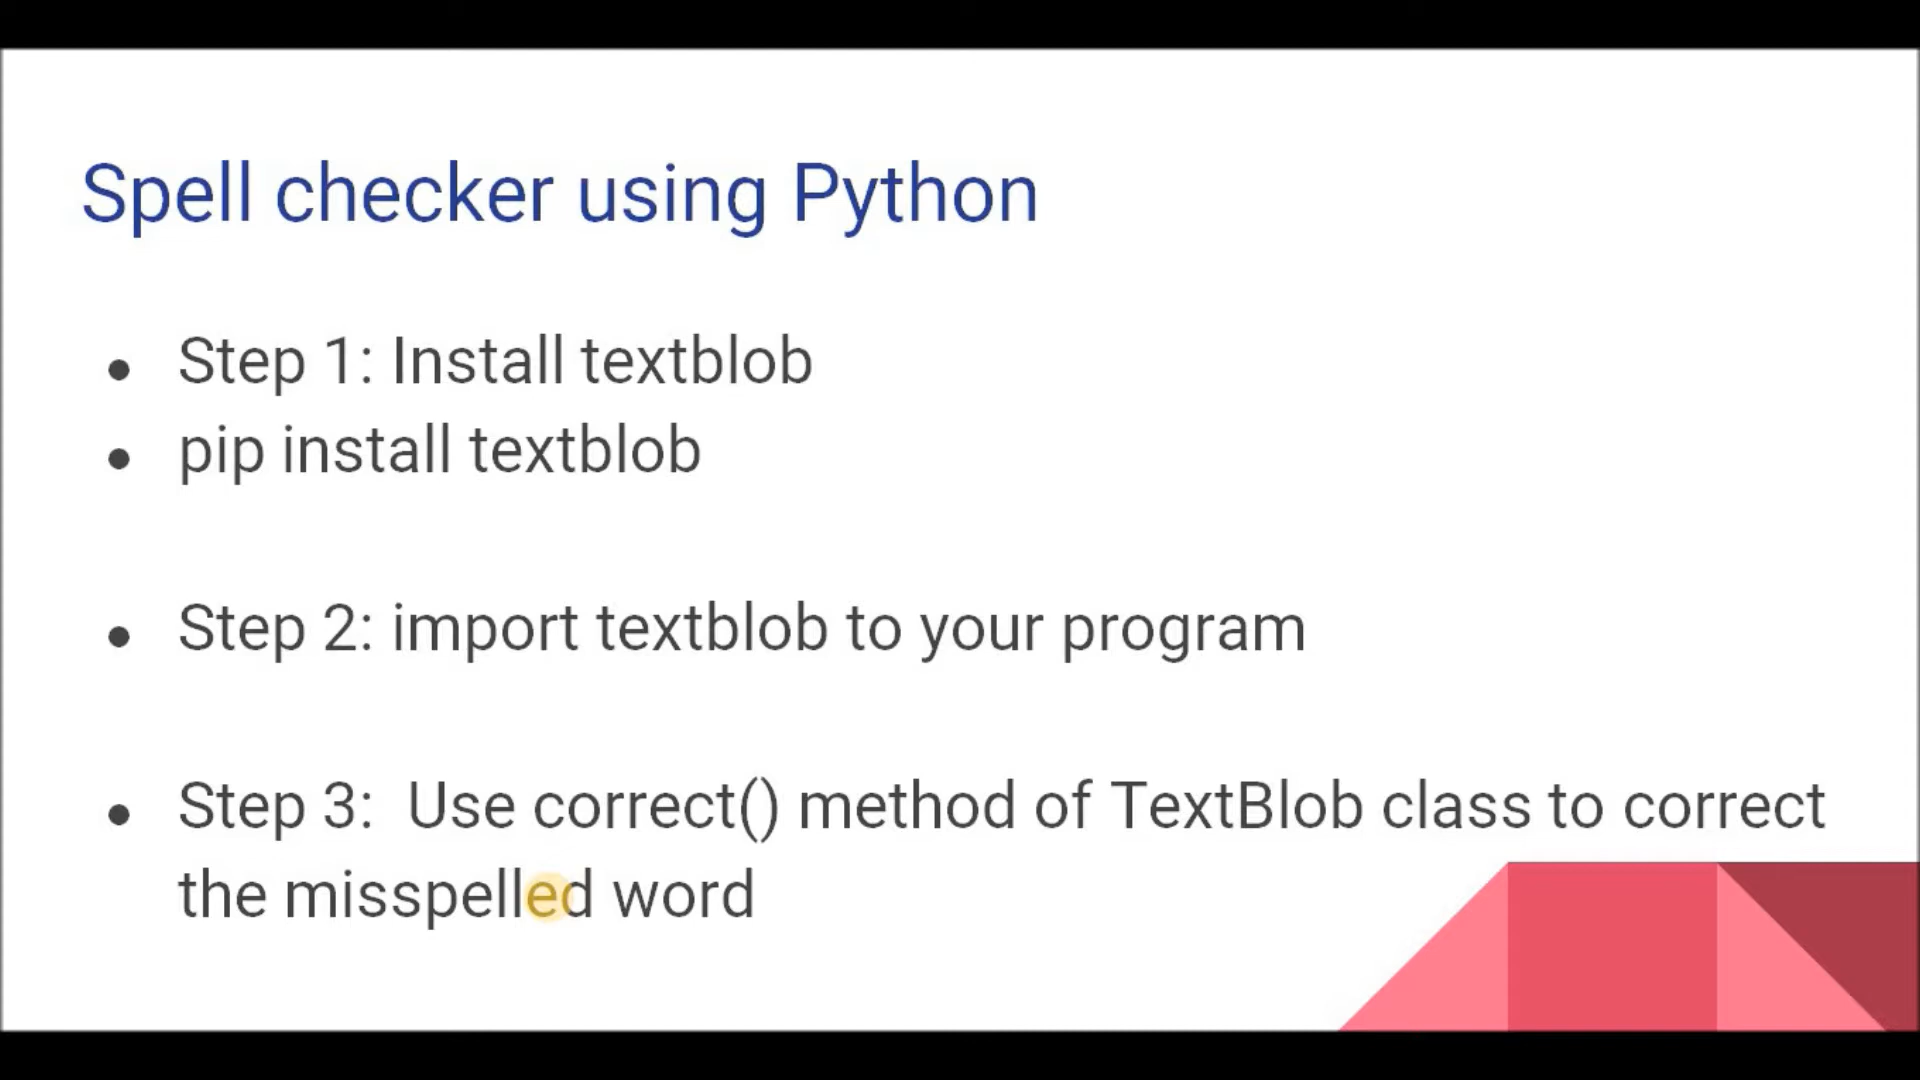 Spell checker using Python
● Step 1: Install textblob
● pip install textblob
● Step 2: import textblob to your program
● Step 3:  Use correct() method of TextBlob class to correct
the misspelled word